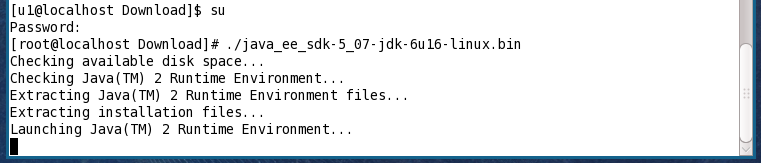 [u1@localhost Download]$ su
Password:
[root@localhost Download]# ./java_ee_sdk-5_07-jdk-6u16-linux.bin
Checking available disk space...
Checking Java(TM) 2 Runtime Environment...
Extracting Java(TM) 2 Runtime Environment files...
Extracting installation files...
Launching Java(TM) 2 Runtime Environment...